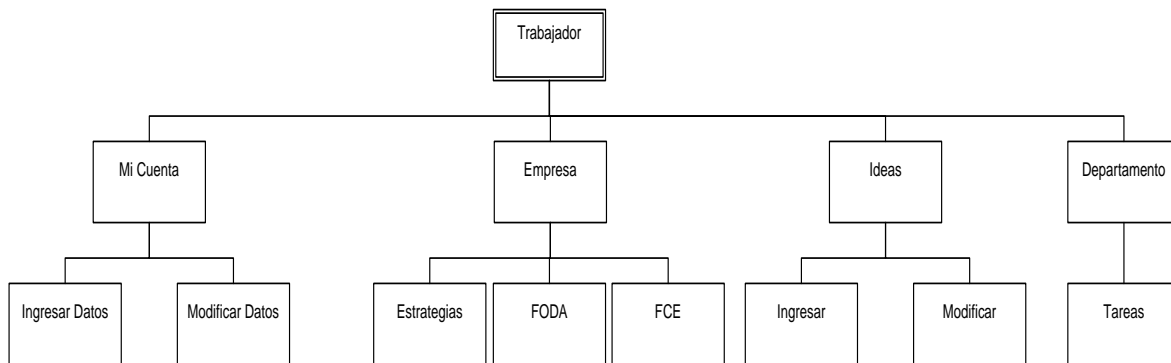 Trabajador
Mi Cuenta
Empresa
Ideas
Departamento
Ingresar Datos
Modificar Datos
Estrategias
FODA
FCE
Ingresar
Modificar
Tareas